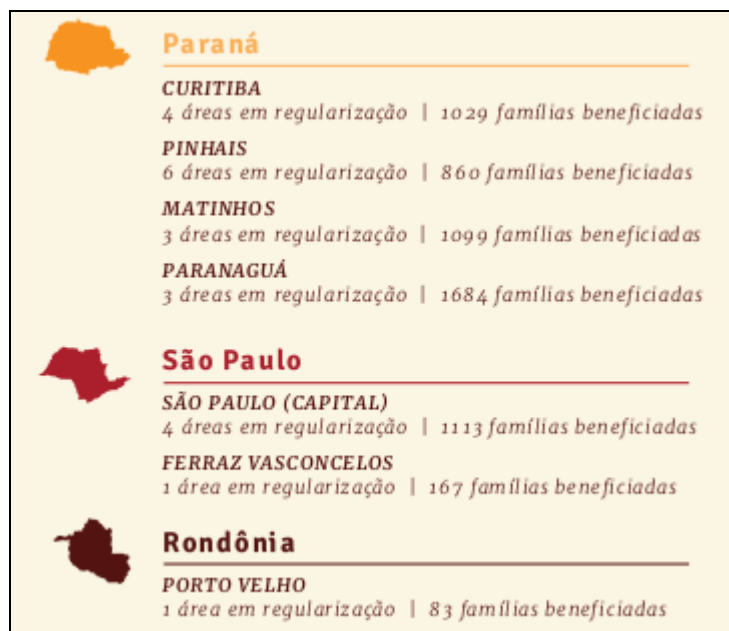 Paraná
CURITIBA
4 áreas em regularização | 1029 famílias beneficiadas
PINHAIS
6 áreas em regularização | 860 famílias beneficiadas
MATINHOS
3 áreas em regularização | 1099 famílias beneficiadas
PARANAGUÁ
3 áreas em regularização | 1684 famílias beneficiadas
São Paulo
SÃO PAULO (CAPITAL)
4 áreas em regularização | 1113 famílias beneficiadas
FERRAZ VASCONCELOS
1 área em regularização | 167 famílias beneficiadas
Rondônia
PORTO VELHO
1 área em regularização | 83 famílias beneficiadas